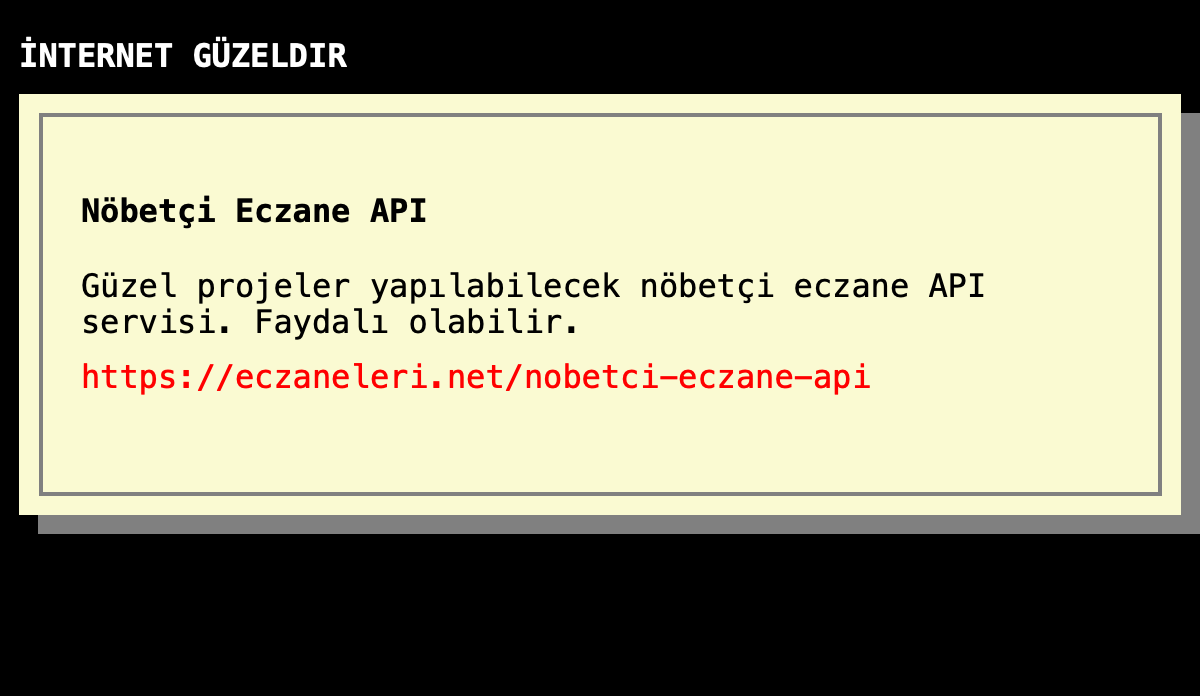 İNTERNET GÜZELDIR
Nöbetçi Eczane API
Güzel projeler yapılabilecek nöbetçi eczane API
servisi. Faydalı olabilir.
https://eczaneleri.net/nobetci-eczane-api